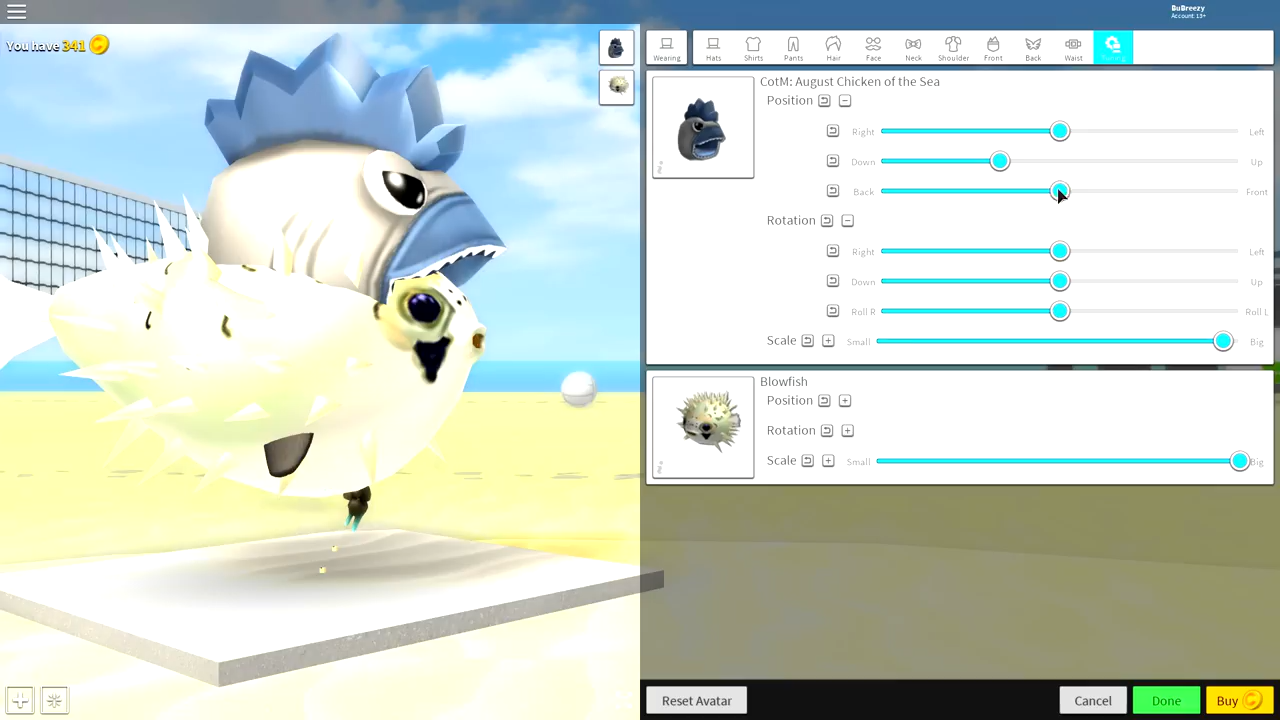 BuBreezy
Account: 13+
You have 341
Wearing
Hats
Shirts
Pants
Hair
Face
Neck
Shoulder
Front
Back
Waist
CotM: August Chicken of the Sea
Position
Right
Left
Down
Up
Back
Front
Rotation
Right
Left
Down
Up
Roll R
Roll L
Scale
Small
Big
Blowfish
Position
Rotation
Scale
Small
Big
Reset Avatar
Cancel
Done
Buy